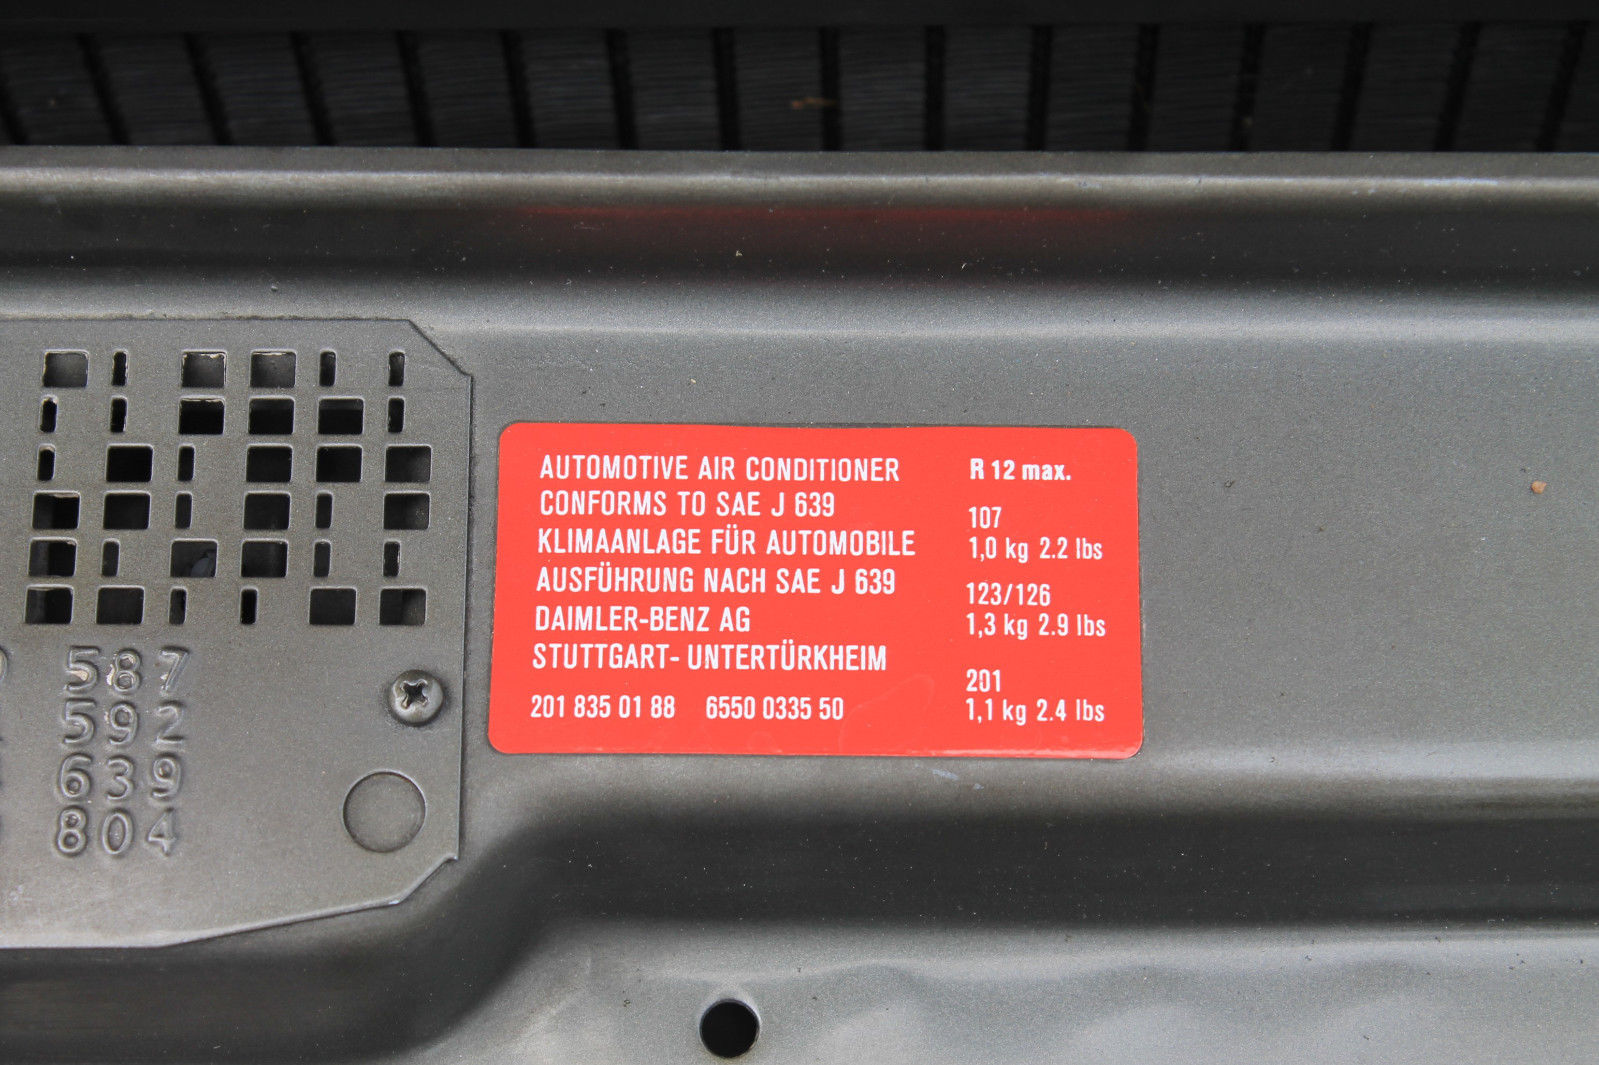 AUTOMOTIVE AIR CONDITIONER
CONFORMS TO SAE J 639
KLIMAANLAGE FÜR AUTOMOBILE
AUSFÜHRUNG NACH SAE J 639
DAIMLER-BENZ AG
STUTTGART- UNTERTÜRKHEIM
201 835 01 88 6550 0335 50
R 12 max.
107
1,0 kg 2.2 lbs
123/126
1,3 kg 2.9 lbs
201
1,1 kg 2.4 lbs
587
592
639
804